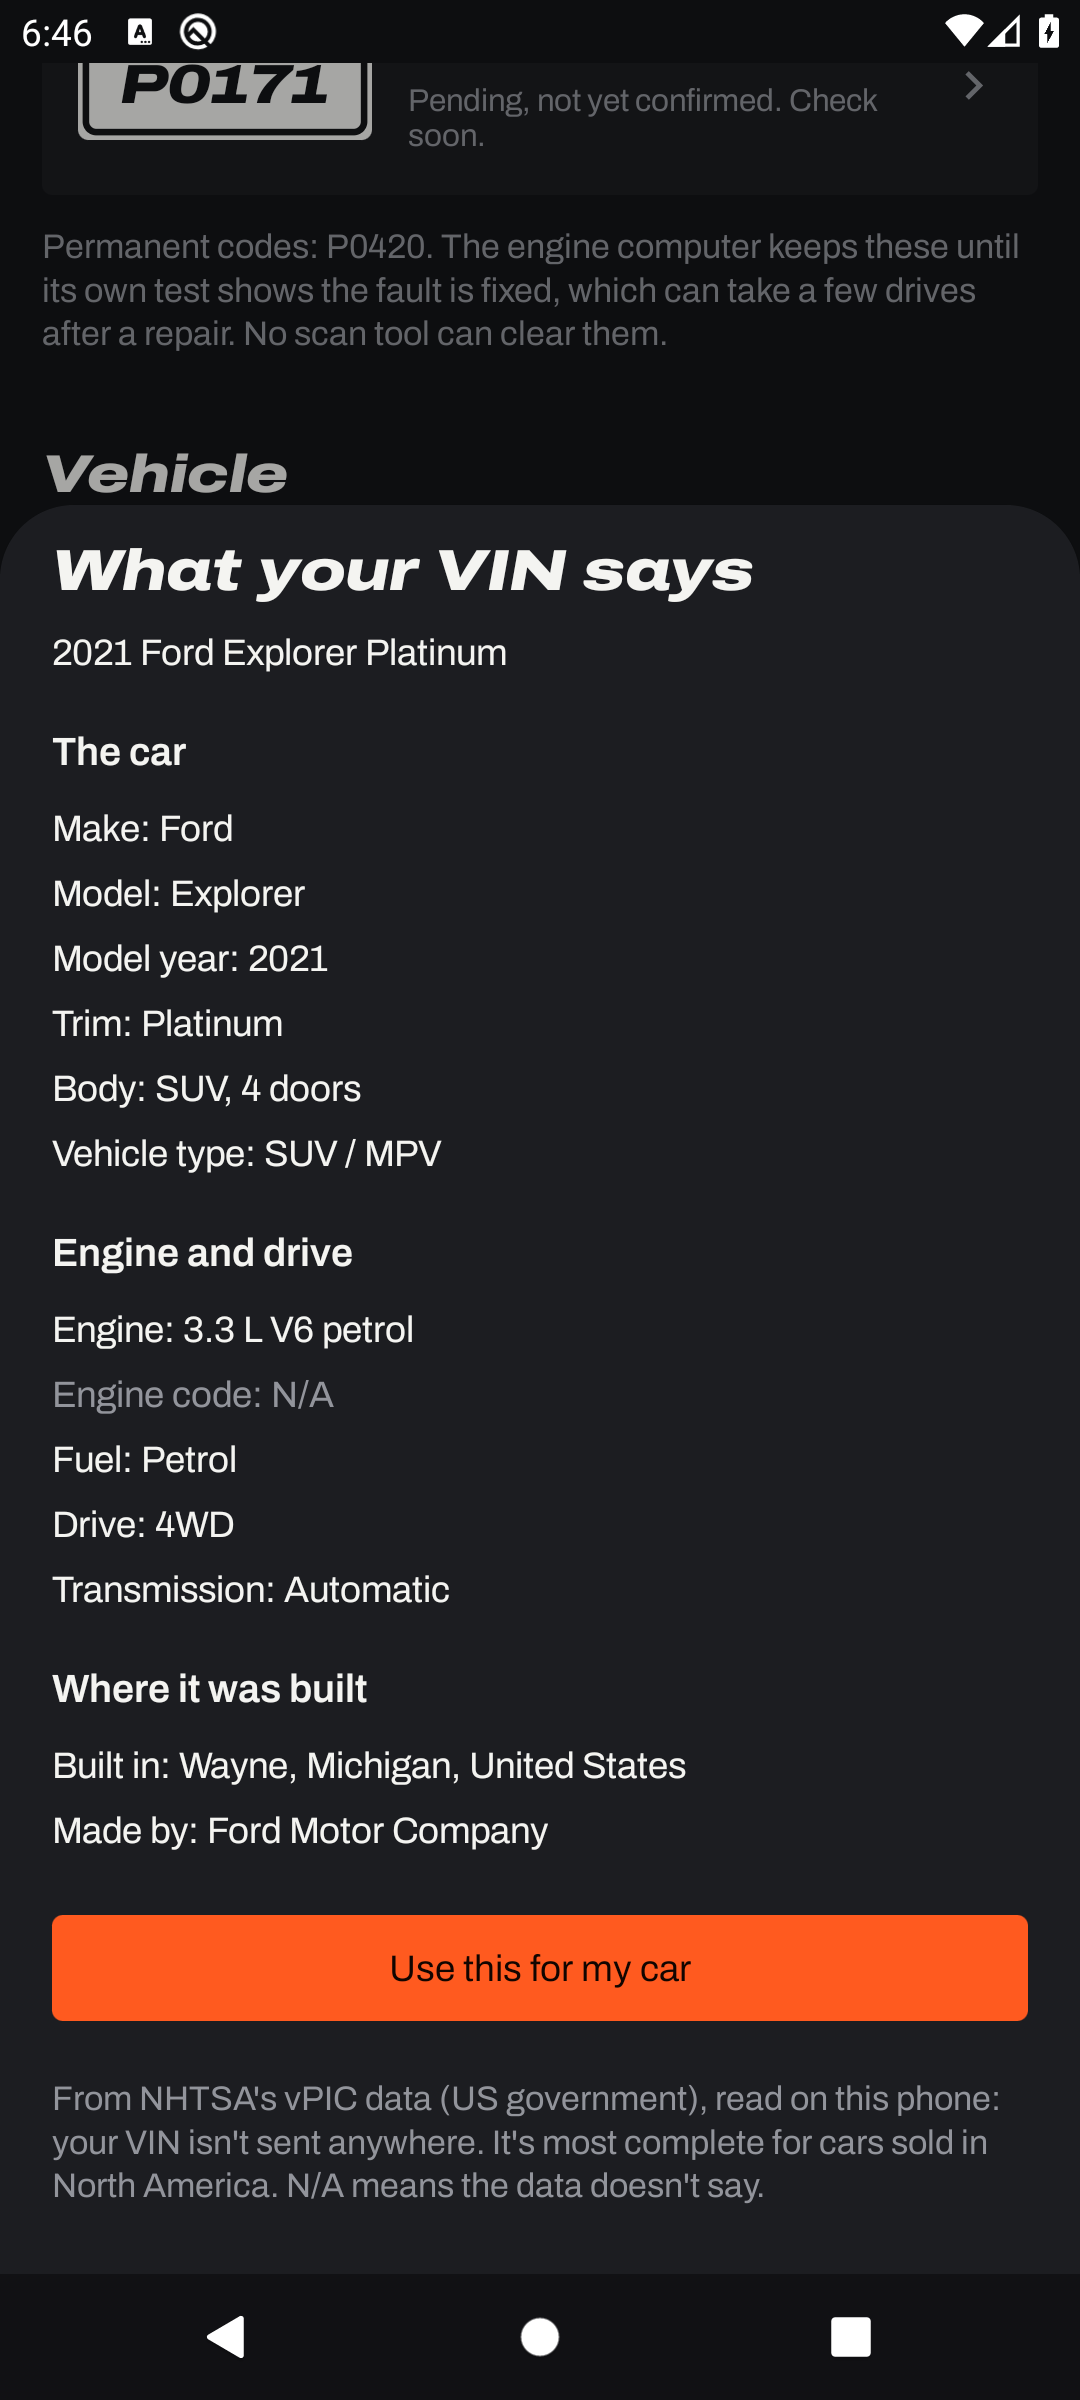 6:46
P0171
Pending, not yet confirmed. Check
soon.
Permanent codes: P0420. The engine computer keeps these until
its own test shows the fault is fixed, which can take a few drives
after a repair. No scan tool can clear them.
Vehicle
What your VIN says
2021 Ford Explorer Platinum
The car
Make: Ford
Model: Explorer
Model year: 2021
Trim: Platinum
Body: SUV, 4 doors
Vehicle type: SUV / MPV
Engine and drive
Engine: 3.3 L V6 petrol
Engine code: N/A
Fuel: Petrol
Drive: 4WD
Transmission: Automatic
Where it was built
Built in: Wayne, Michigan, United States
Made by: Ford Motor Company
Use this for my car
From NHTSA's vPIC data (US government), read on this phone:
your VIN isn't sent anywhere. It's most complete for cars sold in
North America. N/A means the data doesn't say.